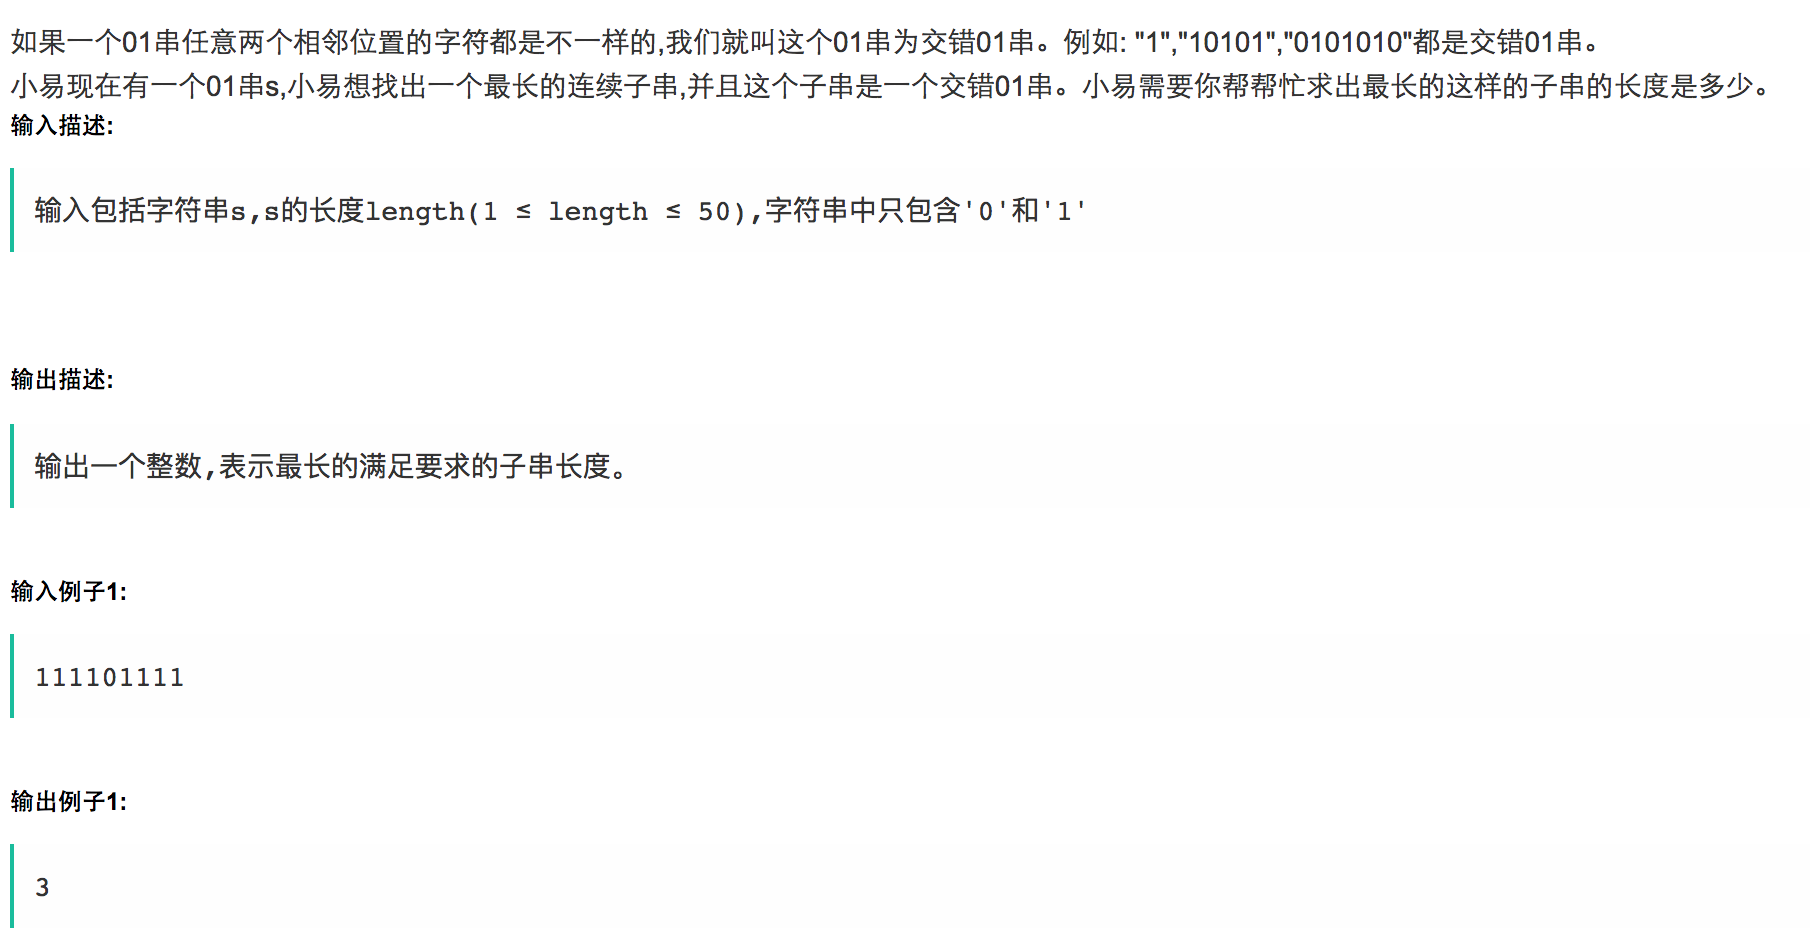 如果一个01串任意两个相邻位置的字符都是不一样的,我们就叫这个01串为交错01串。例如: "1","10101","0101010"都是交错01串。
小易现在有一个01串s,小易想找出一个最长的连续子串,并且这个子串是一个交错01串。小易需要你帮帮忙求出最长的这样的子串的长度是多少。
输入描述:
输入包括字符串s,s的长度length(1 ≤ length ≤ 50),字符串中只包含'0'和'1'
输出描述:
输出一个整数,表示最长的满足要求的子串长度。
输入例子1:
111101111
输出例子1:
3